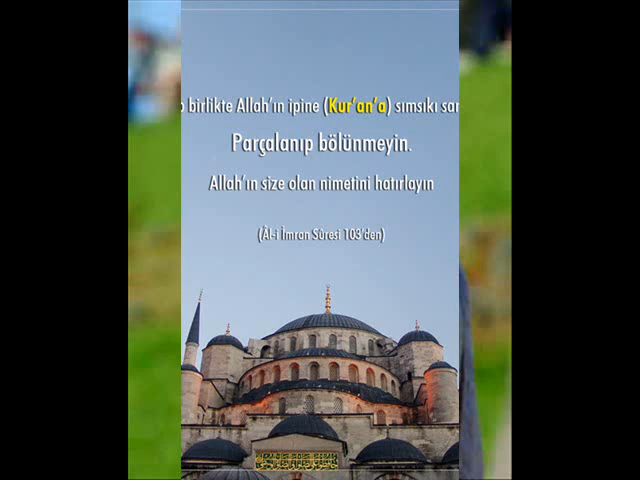 birlikte Allah'ın ipine (Kur'an'a) sımsıkı
Parçalanıp bölünmeyin.
Allah'ın size olan nimetini hatırlayın
(Âl-i İmran Sûresi 103'den)